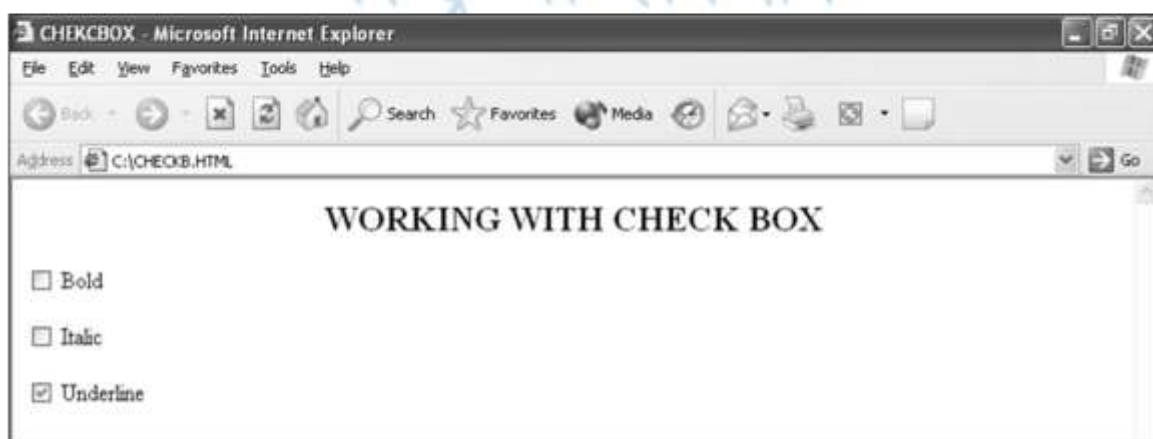 CHEKCBOX - Microsoft Internet Explorer
File Edit View Favorites Tools Help
Back Search Favorites Media
Address C:\CHECKB.HTML Go
WORKING WITH CHECK BOX
Bold
Italic
Underline